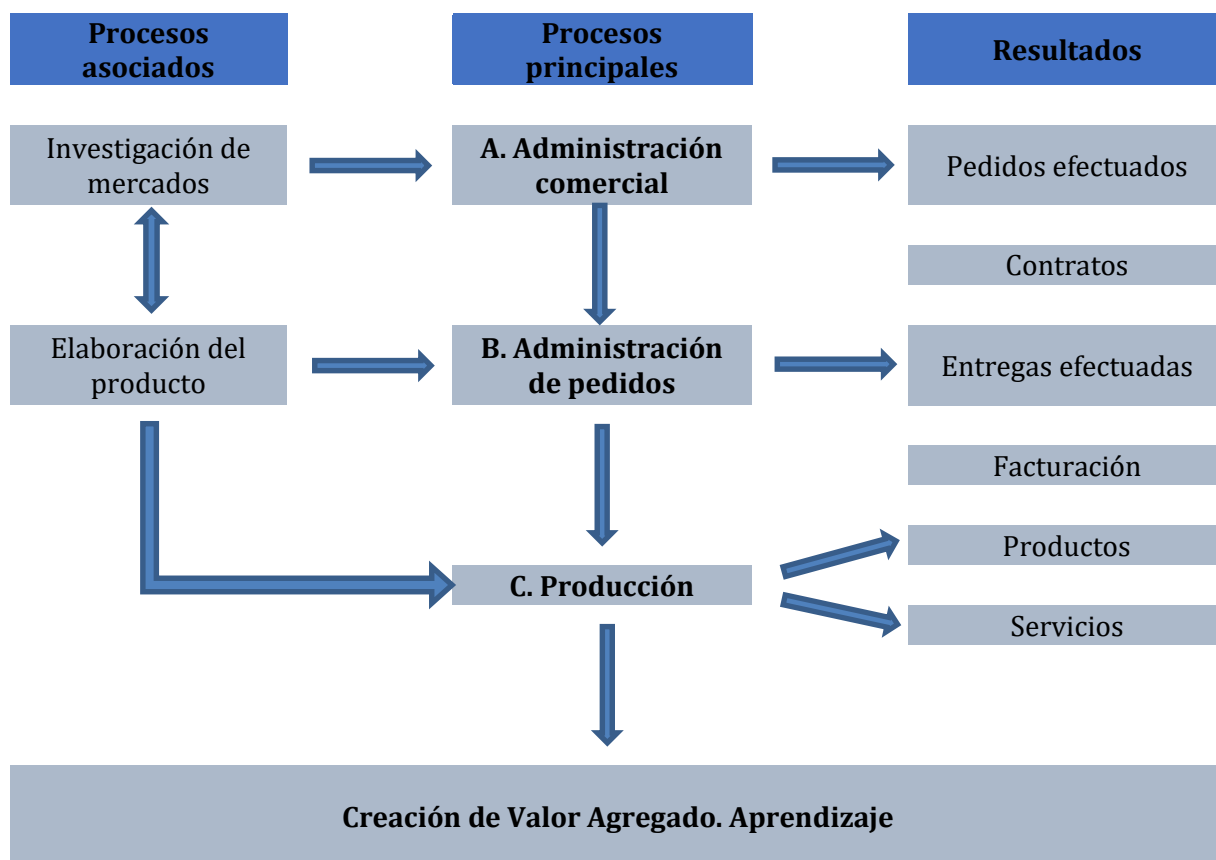 Procesos
asociados
Procesos
principales
Resultados
Investigación de
mercados
A. Administración
comercial
Pedidos efectuados
Contratos
Elaboración del
producto
B. Administración
de pedidos
Entregas efectuadas
Facturación
Productos
C. Producción
Servicios
Creación de Valor Agregado. Aprendizaje